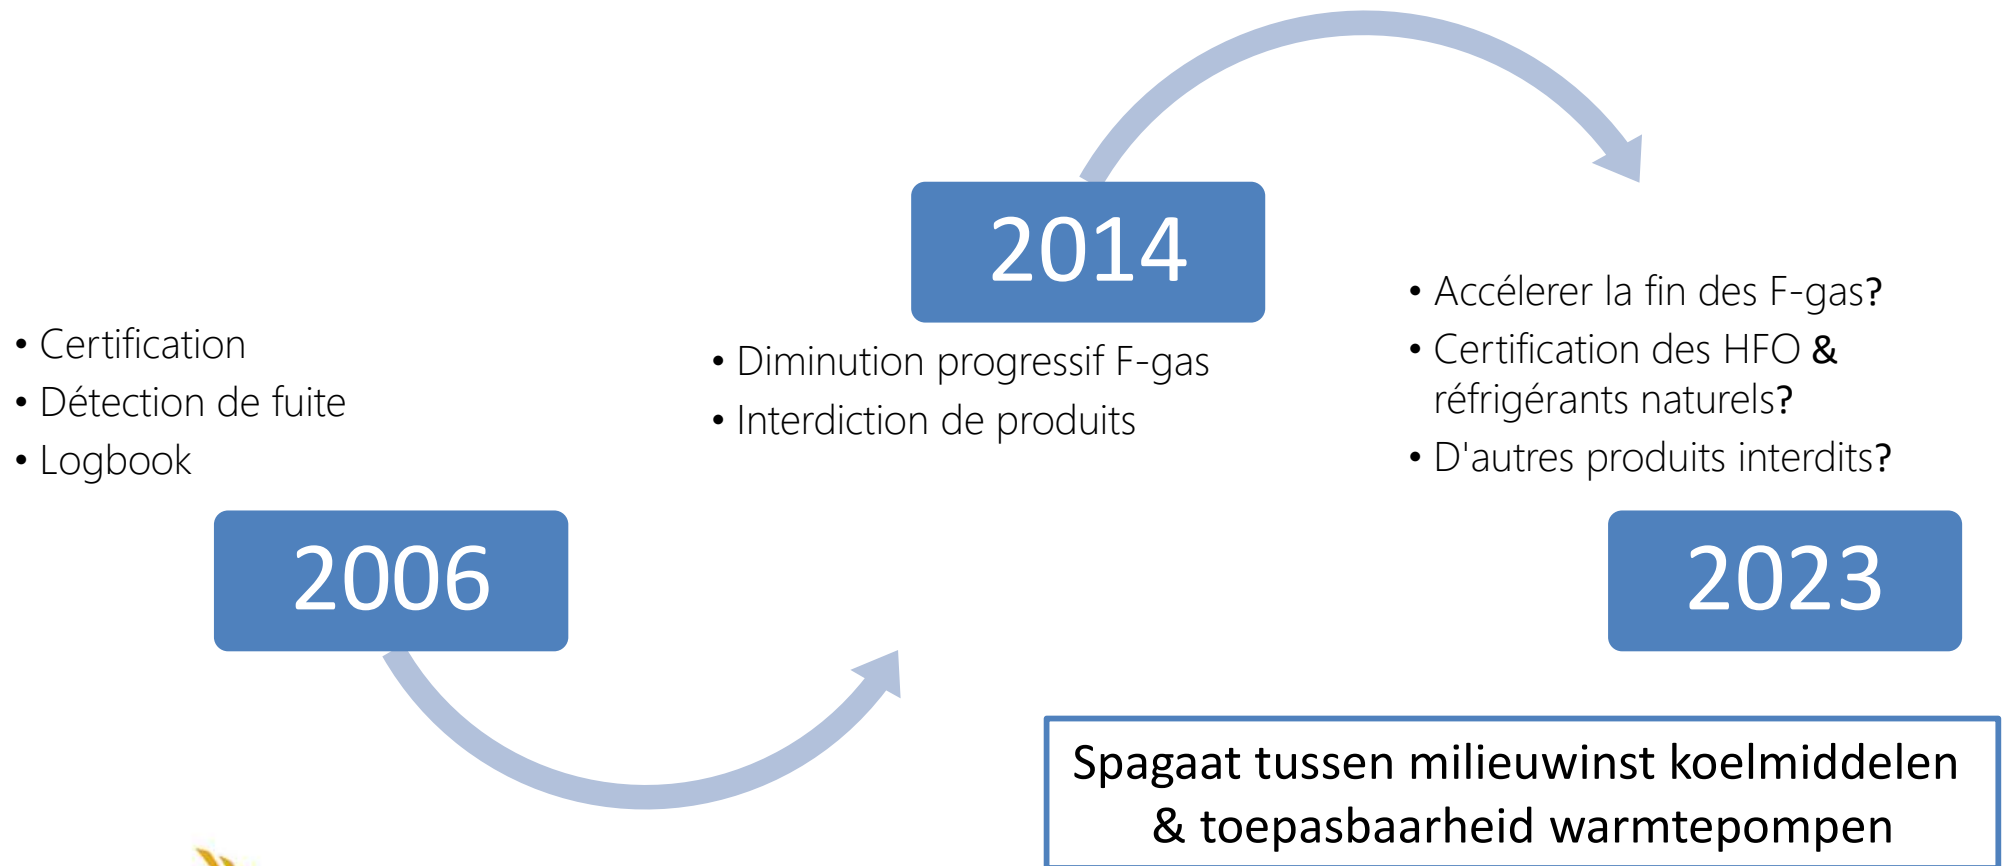 2006
• Certification
• Détection de fuite
• Logbook
2014
• Diminution progressif F-gas
• Interdiction de produits
2023
• Accélerer la fin des F-gas?
• Certification des HFO &
réfrigérants naturels?
• D'autres produits interdits?
Spagaat tussen milieuwinst koelmiddelen
& toepasbaarheid warmtepompen